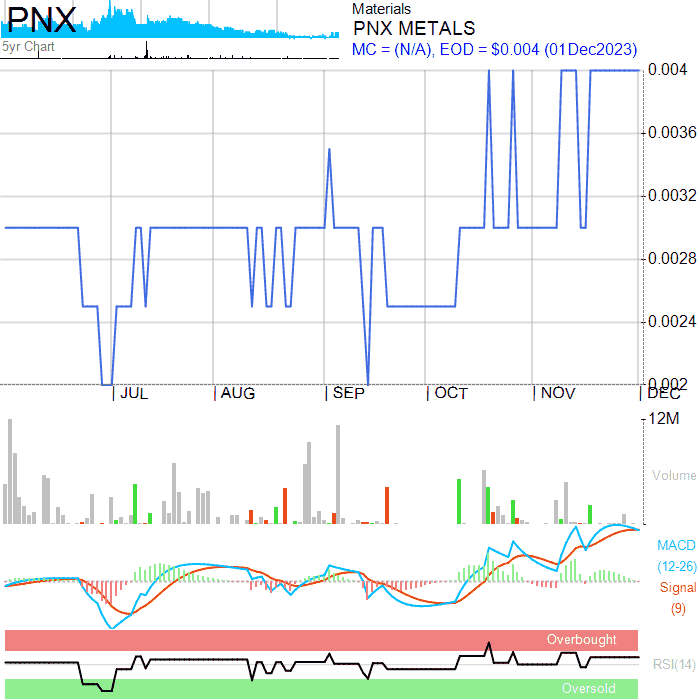 PNX
5yr Chart
Materials
PNX METALS
MC = (N/A), EOD = $0.004 (01Dec2023)
0.004
0.0036
0.0032
0.0028
0.0024
0.002
JUL AUG SEP OCT NOV DEC
12M
Volume
MACD
(12-26)
Signal
(9)
Overbought
RSI(14)
Oversold